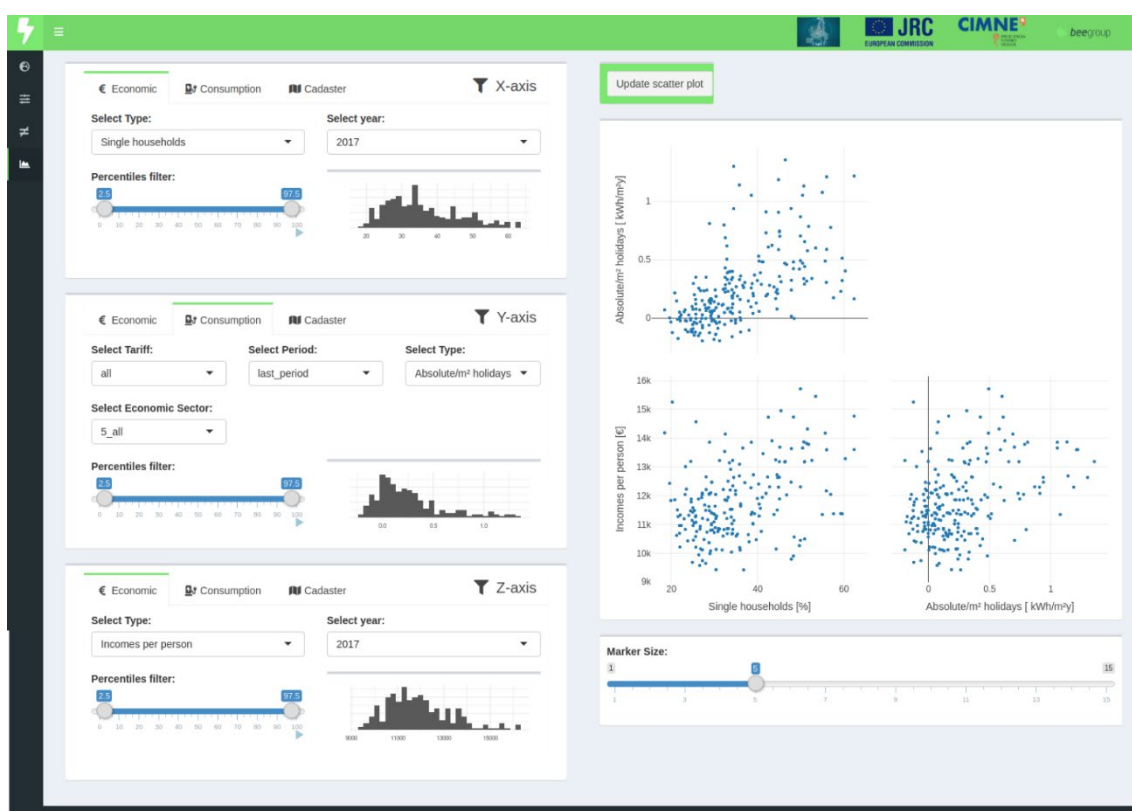 JRC
EUROPEAN COMMISSION
CIMNE
beegroup
€ Economic Consumption Cadaster X-axis
Select Type: Select year:
Single households 2017
Percentiles filter:
2.5 97.5
0 10 20 30 40 50 60 70 80 90 100
20 30 40 50 60
€ Economic Consumption Cadaster Y-axis
Select Tariff: Select Period: Select Type:
all last_period Absolute/m² holidays
Select Economic Sector:
5_all
Percentiles filter:
2.5 97.5
0 10 20 30 40 50 60 70 80 90 100
0.0 0.5 1.0
€ Economic Consumption Cadaster Z-axis
Select Type: Select year:
Incomes per person 2017
Percentiles filter:
2.5 97.5
0 10 20 30 40 50 60 70 80 90 100
9000 11000 13000 15000
Update scatter plot
Absolute/m² holidays [ kWh/m²y]
1
0.5
0
Incomes per person [€]
16k
15k
14k
13k
12k
11k
10k
9k
20 40 60
Single households [%]
0 0.5 1
Absolute/m² holidays [ kWh/m²y]
Marker Size:
1 5 15
1 3 5 7 9 11 13 15